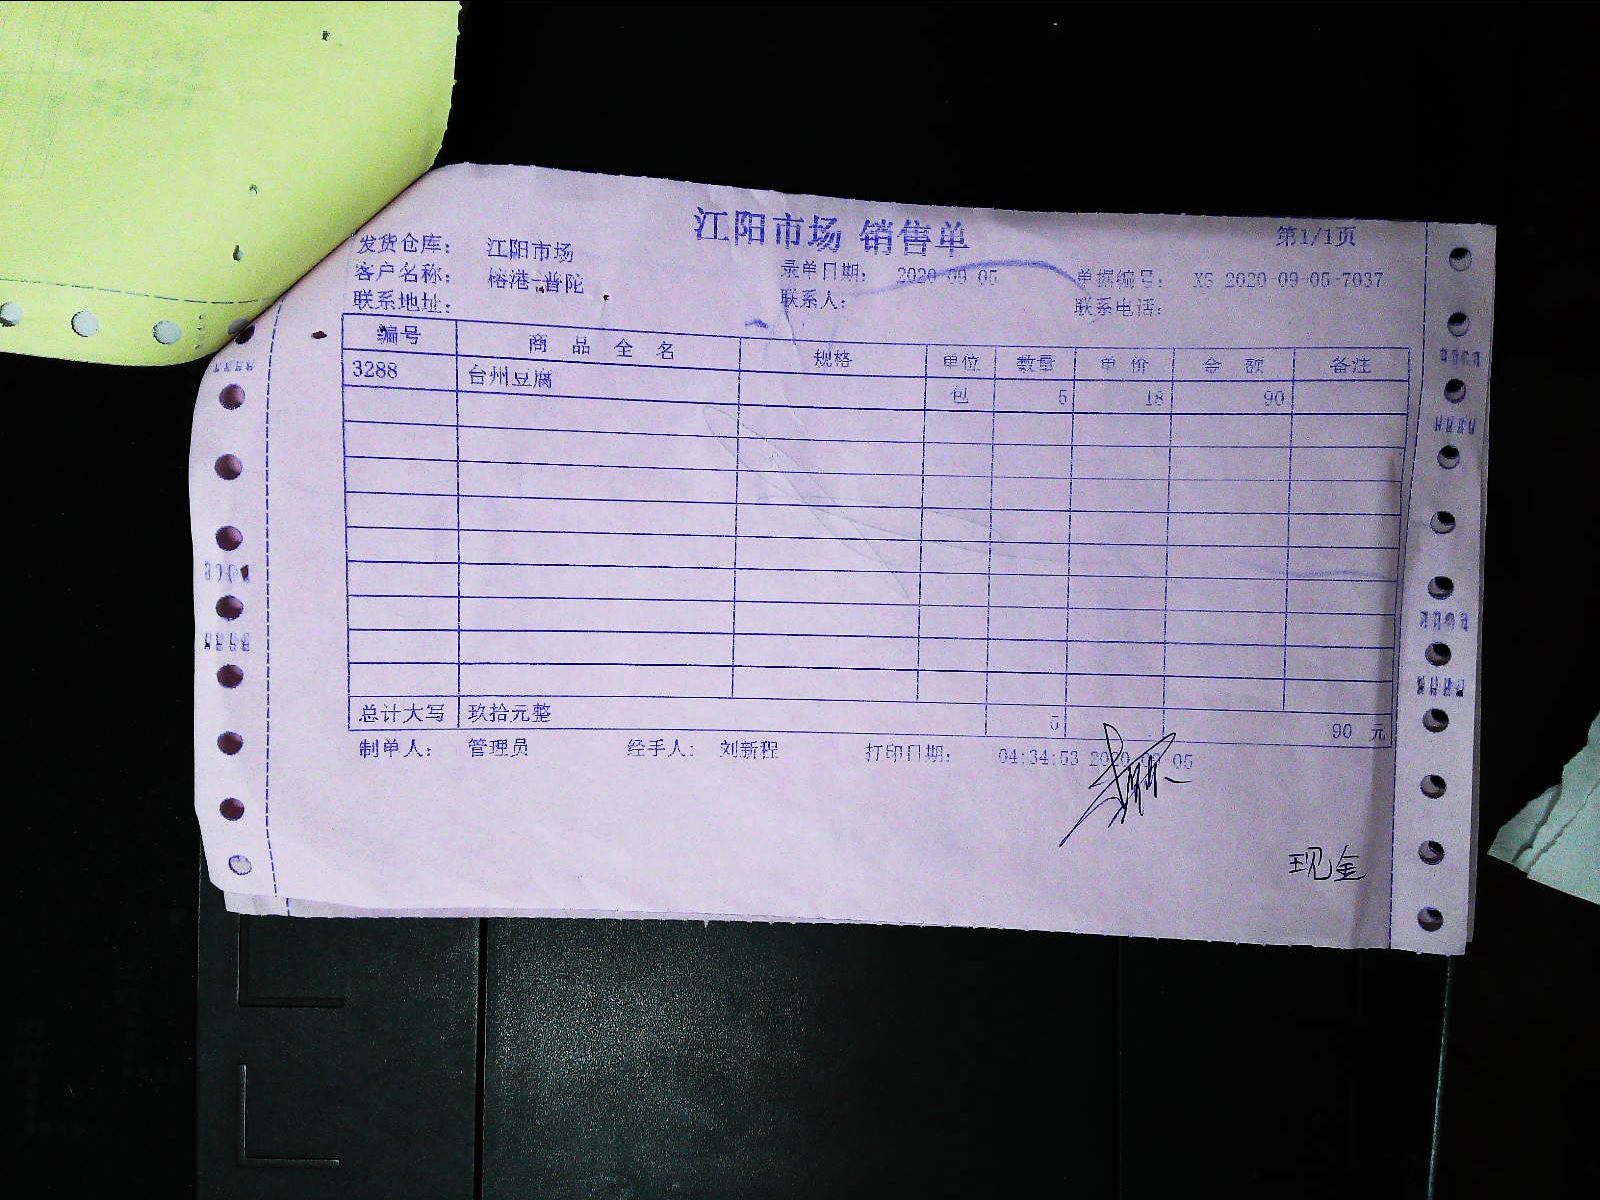 江阳市场 销售单
第1/1页
发货仓库: 江阳市场
客户名称: 榕港-普陀 录单日期: 2020-09-05 单据编号: XS-2020-09-05-7037
联系地址: 联系人: 联系电话:
编号 商品全名 规格 单位 数量 单价 金额 备注
3288 台州豆腐 包 5 18 90
总计大写 玖拾元整 5 90 元
制单人: 管理员 经手人: 刘新程 打印日期: 04:34:53 2020 05
现金